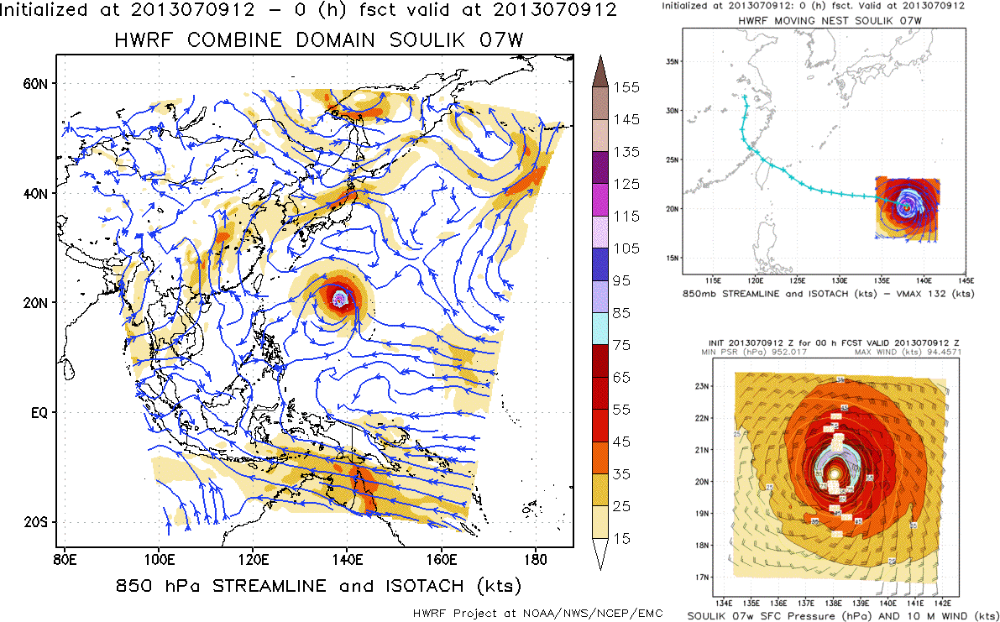 Initialized at 2013070912 - 0 (h) fsct valid at 2013070912
HWRF COMBINE DOMAIN SOULIK 07W
60N
40N
20N
EQ
20S
80E
100E
120E
140E
160E
180
850 hPa STREAMLINE and ISOTACH (kts)
155
145
135
125
115
105
95
85
75
65
55
45
35
25
15
HWRF Project at NOAA/NWS/NCEP/EMC
Initialized at 2013070912: 0 (h) fsct. Valid at 2013070912
HWRF MOVING NEST SOULIK 07W
35N
30N
25N
20N
15N
115E
120E
125E
130E
135E
140E
145E
850mb STREAMLINE and ISOTACH (kts) - VMAX 132 (kts)
INIT 2013070912 Z for 00 h FCST VALID 2013070912 Z
MIN PSR (hPa) 952.017 MAX WIND (kts) 94.4571
23N
22N
21N
20N
19N
18N
17N
134E
135E
136E
137E
138E
139E
140E
141E
142E
35
45
25
25
25
35
SOULIK 07w SFC Pressure (hPa) AND 10 M WIND (kts)